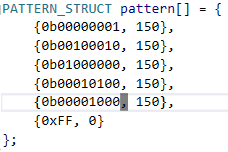 PATTERN_STRUCT pattern[] = {
{0b00000001, 150},
{0b00100010, 150},
{0b01000000, 150},
{0b00010100, 150},
{0b00001000, 150},
{0xFF, 0}
};